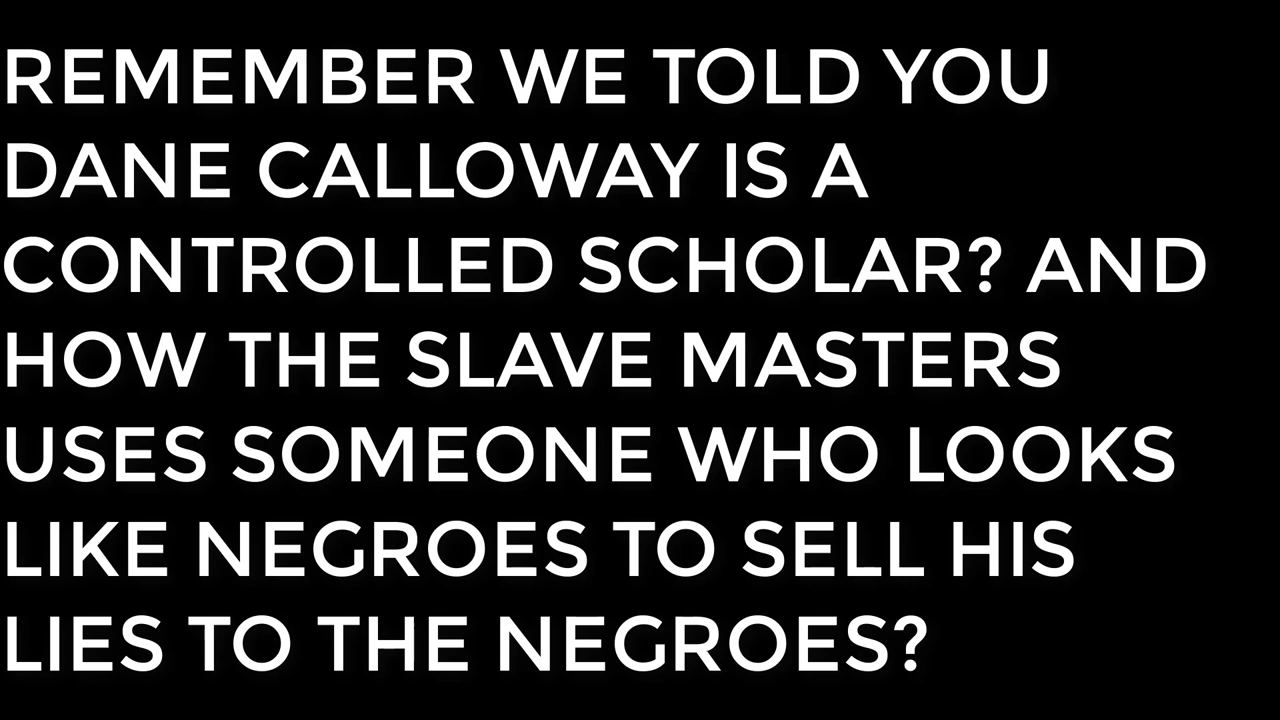 REMEMBER WE TOLD YOU
DANE CALLOWAY IS A
CONTROLLED SCHOLAR? AND
HOW THE SLAVE MASTERS
USES SOMEONE WHO LOOKS
LIKE NEGROES TO SELL HIS
LIES TO THE NEGROES?